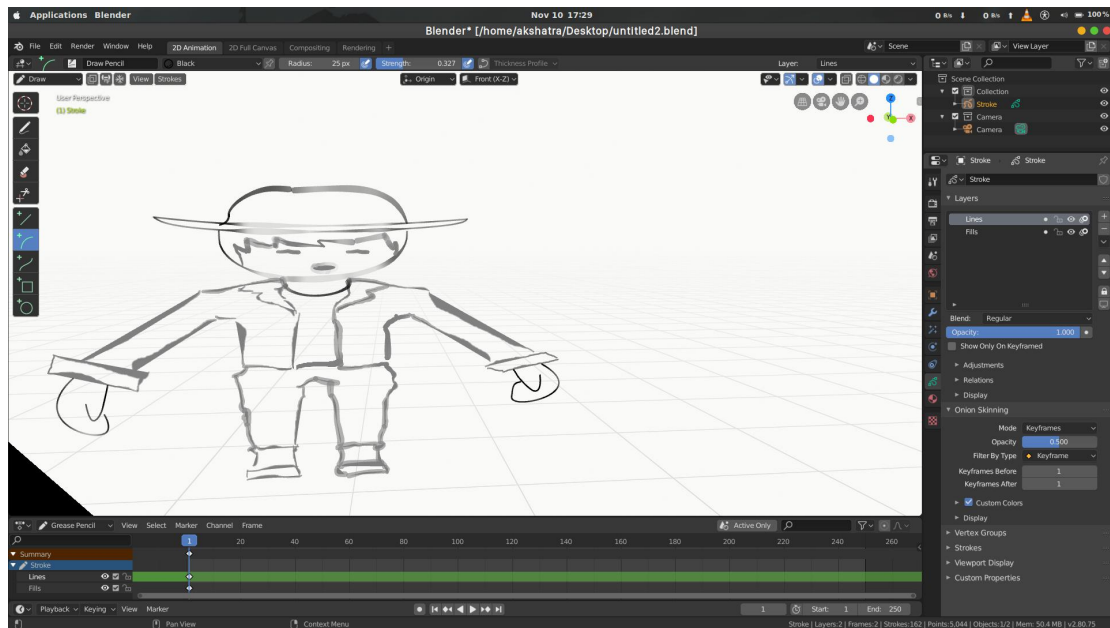 Applications Blender Nov 10 17:29 0 B/s 0 B/s 100%
Blender* [/home/akshatra/Desktop/untitled2.blend]
File Edit Render Window Help 2D Animation 2D Full Canvas Compositing Rendering + Scene View Layer
Draw Pencil Black Radius: 25 px Strength: 0.327 Thickness Profile Layer: Lines
Draw View Strokes Origin Front (X-Z)
Scene Collection
Collection
Stroke
Camera
Camera
User Perspective
(1) Stroke
Z
Y
X
Stroke Stroke
Stroke
Layers
Lines
Fills
Blend: Regular
Opacity: 1.000
Show Only On Keyframed
Adjustments
Relations
Display
Onion Skinning
Mode Keyframes
Opacity 0.500
Filter By Type Keyframe
Keyframes Before 1
Keyframes After 1
Custom Colors
Display
Vertex Groups
Strokes
Viewport Display
Custom Properties
Grease Pencil View Select Marker Channel Frame Active Only
1 20 40 60 80 100 120 140 160 180 200 220 240 260
Summary
Stroke
Lines
Fills
Playback Keying View Marker 1 Start: 1 End: 250
Pan View Context Menu Stroke | Layers:2 | Frames:2 | Strokes:162 | Points:5,044 | Objects:1/2 | Mem: 50.4 MB | v2.80.75